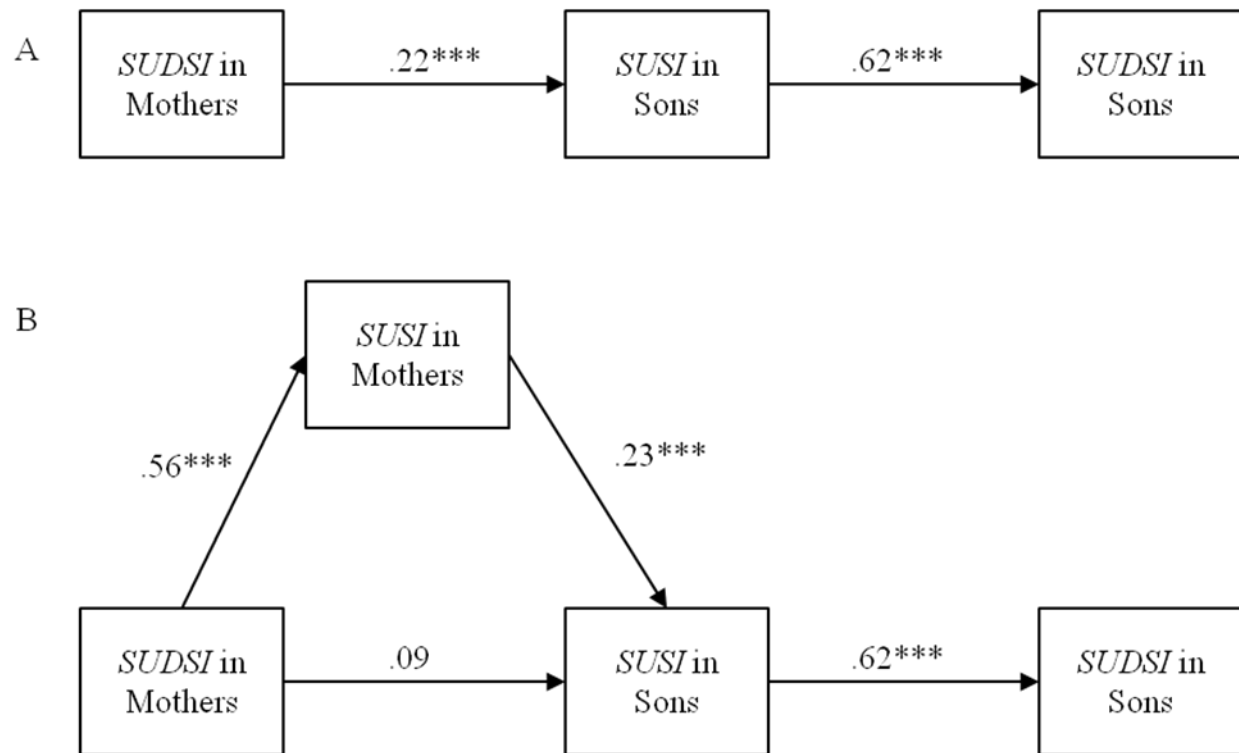 A
SUDSI in
Mothers
.22***
SUSI in
Sons
.62***
SUDSI in
Sons
B
SUSI in
Mothers
.56***
.23***
SUDSI in
Mothers
.09
SUSI in
Sons
.62***
SUDSI in
Sons